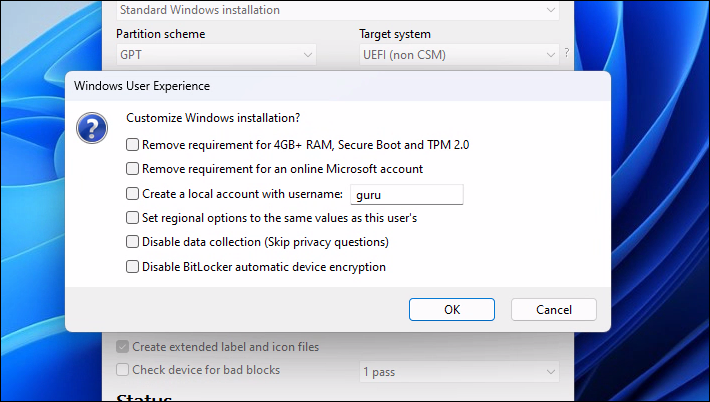 Standard Windows installation
Partition scheme
Target system
GPT
UEFI (non CSM)
?
Windows User Experience
Customize Windows installation?
Remove requirement for 4GB+ RAM, Secure Boot and TPM 2.0
Remove requirement for an online Microsoft account
Create a local account with username: guru
Set regional options to the same values as this user's
Disable data collection (Skip privacy questions)
Disable BitLocker automatic device encryption
OK
Cancel
Create extended label and icon files
Check device for bad blocks
1 pass
Status